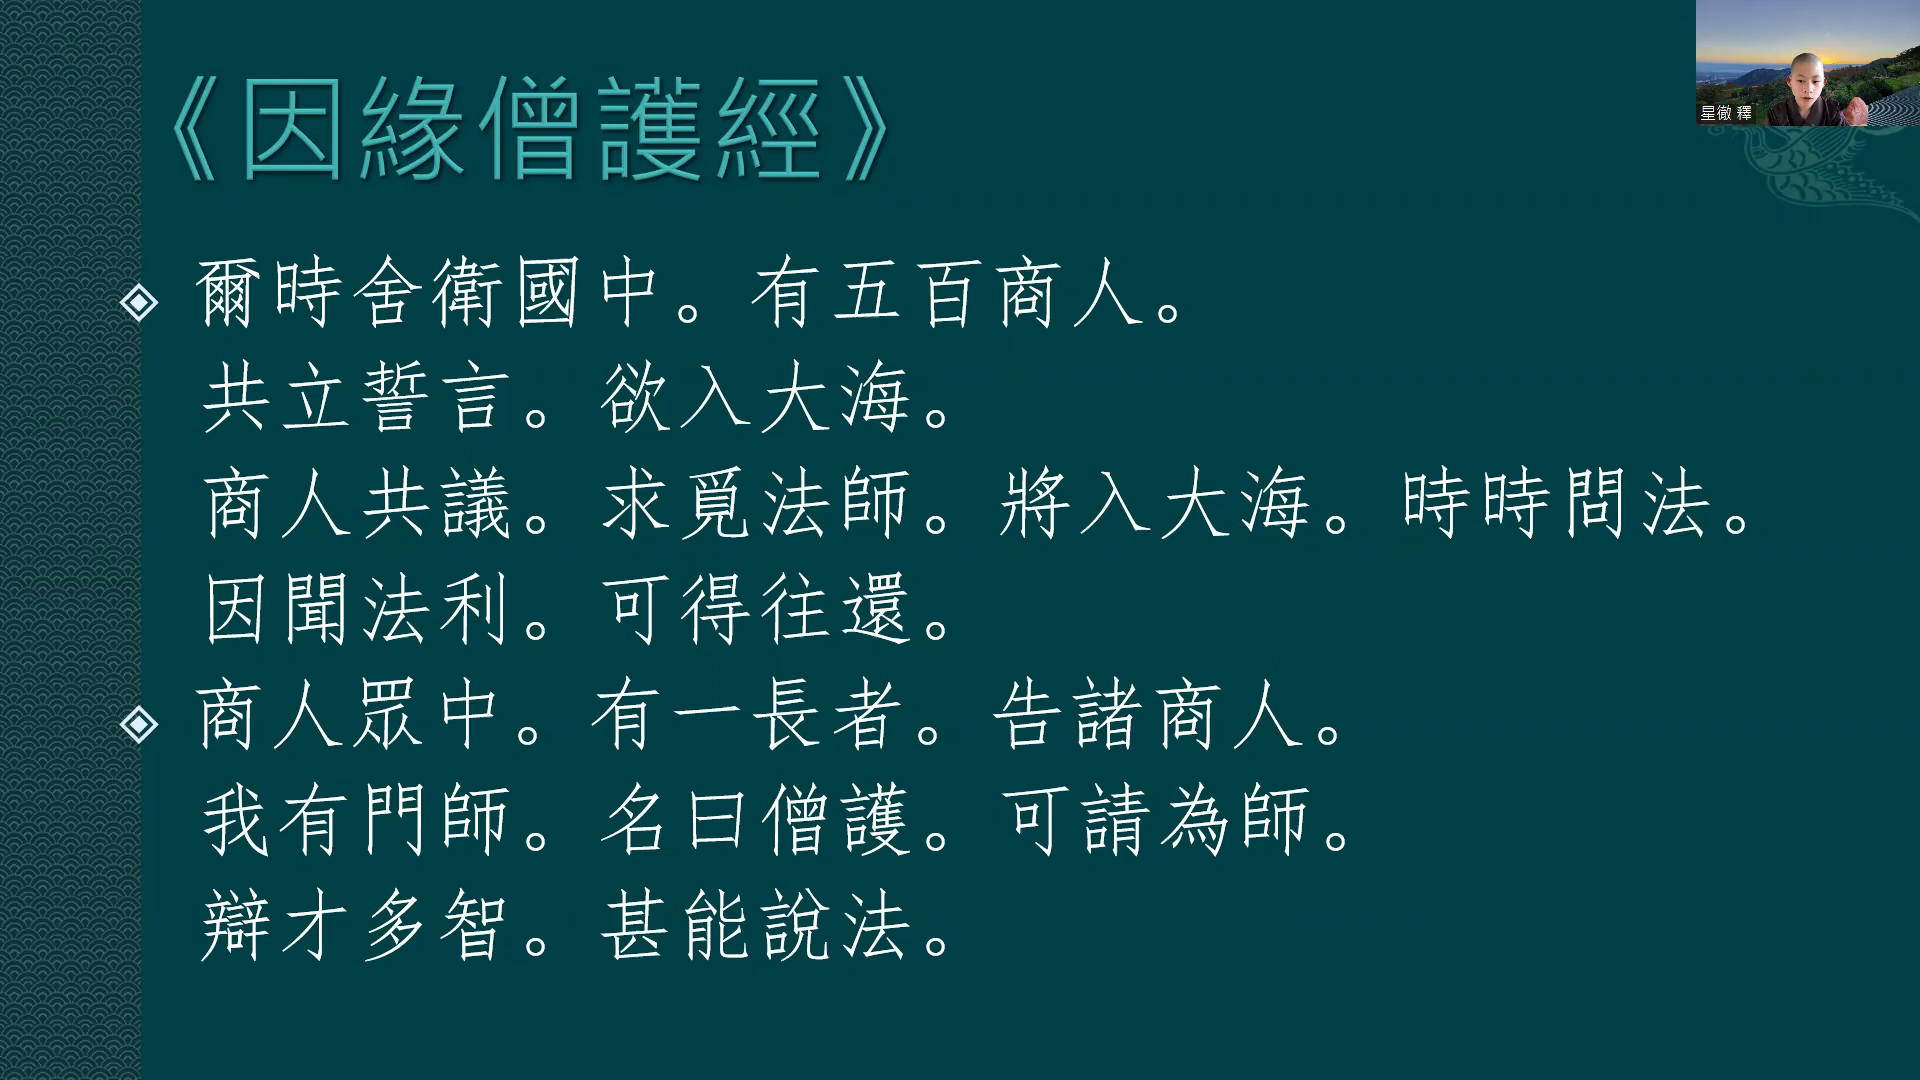 《因緣僧護經》
星徹 釋
爾時舍衛國中。有五百商人。
共立誓言。欲入大海。
商人共議。求覓法師。將入大海。時時問法。
因聞法利。可得往還。
商人眾中。有一長者。告諸商人。
我有門師。名曰僧護。可請為師。
辯才多智。甚能說法。